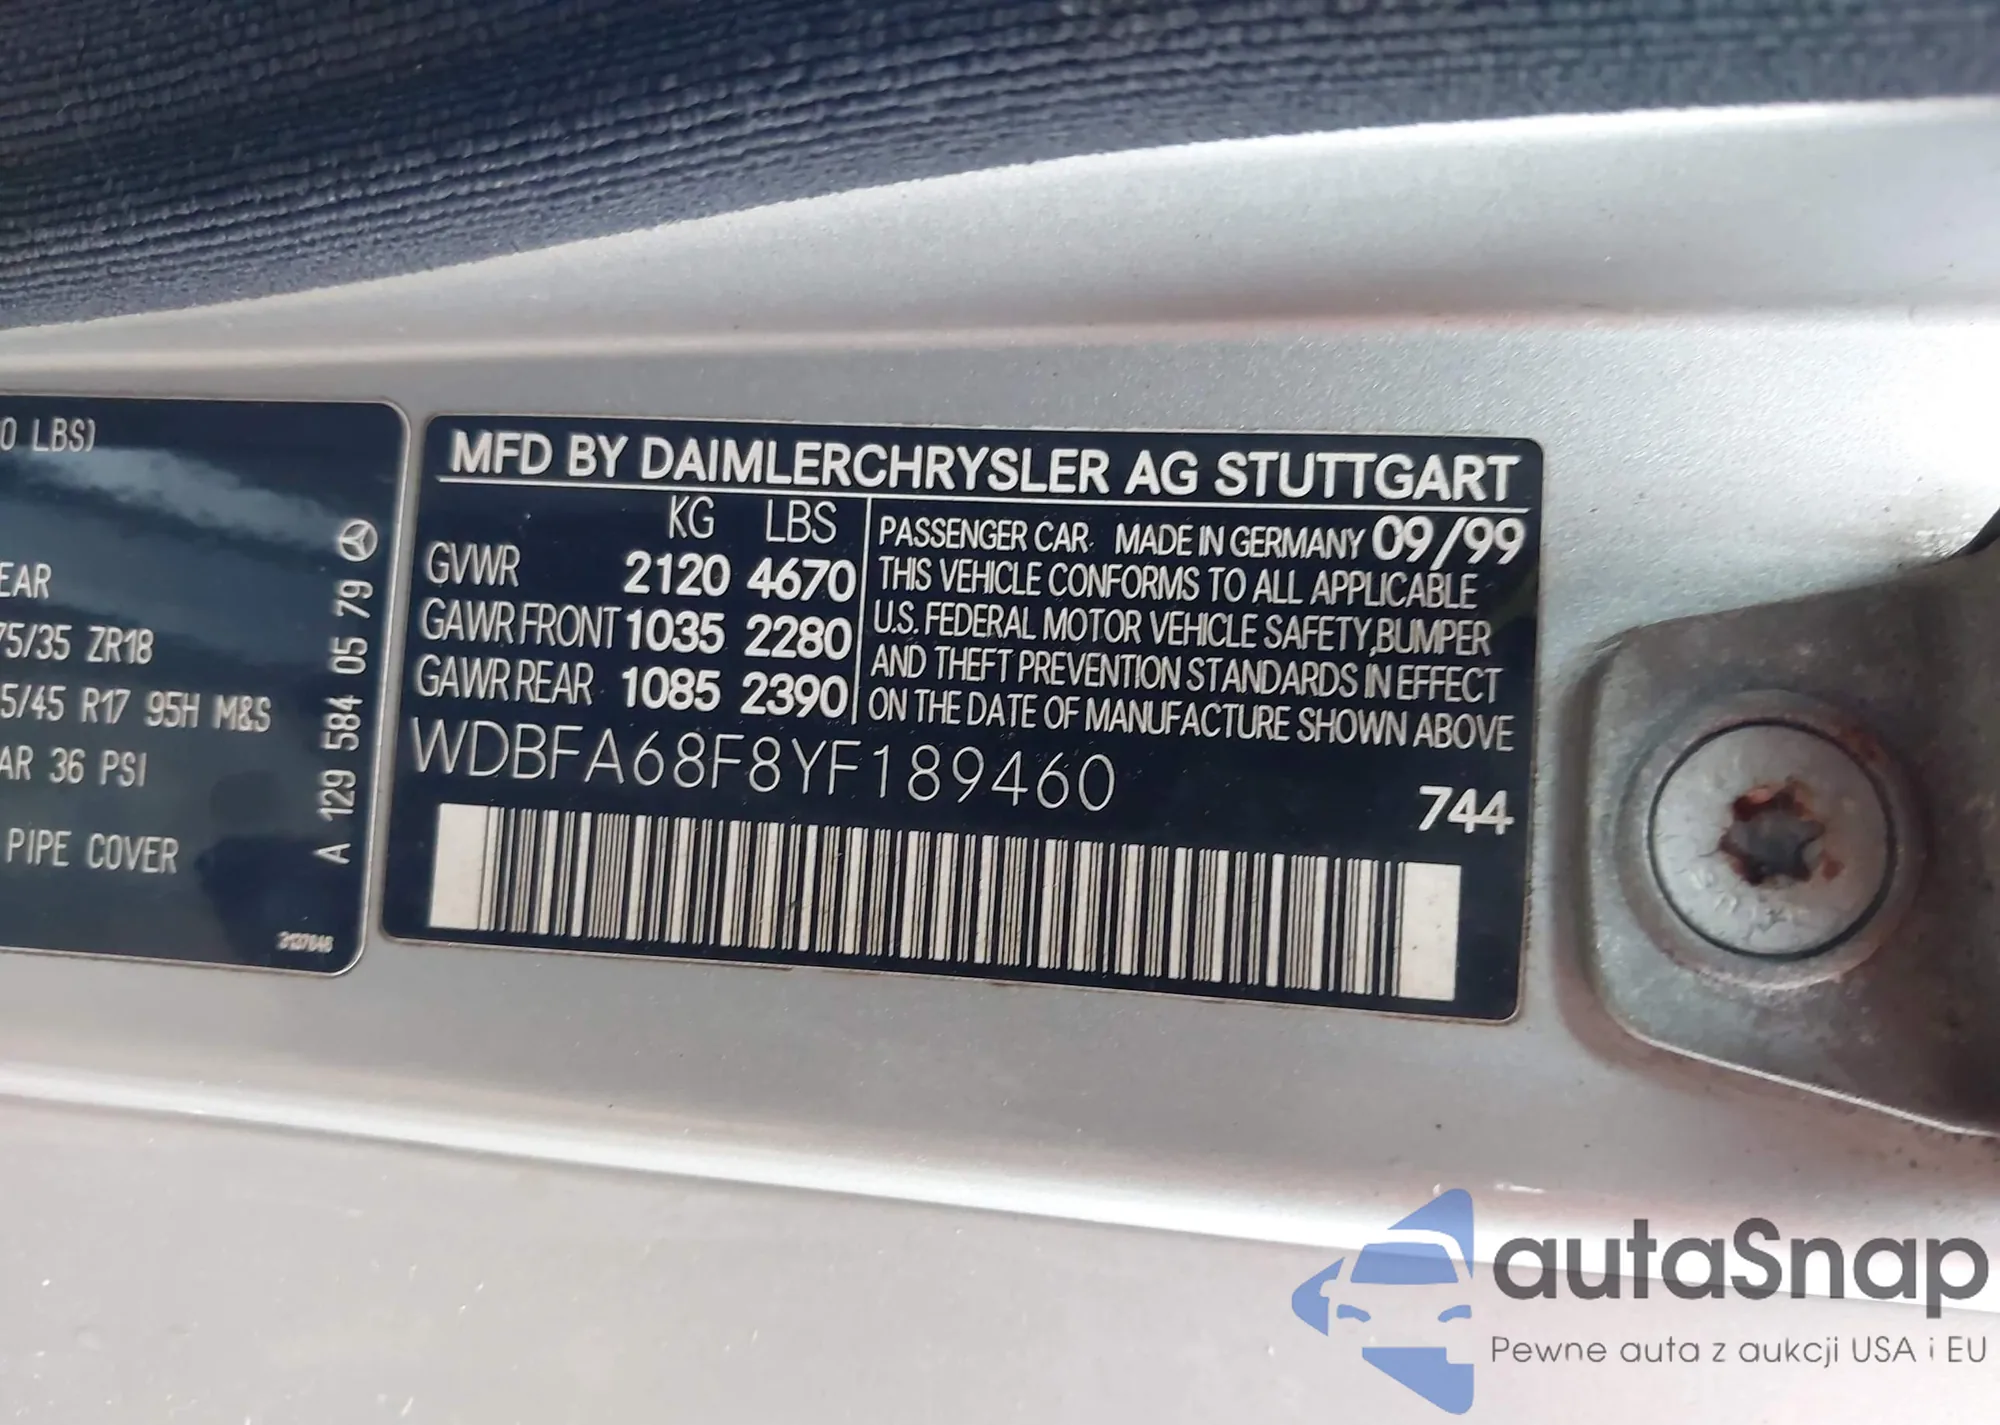 0 LBS)
EAR
75/35 ZR18
5/45 R17 95H M&S
AR 36 PSI
PIPE COVER
A 129 584 05 79
3137646
MFD BY DAIMLERCHRYSLER AG STUTTGART
KG LBS
GVWR 2120 4670
GAWR FRONT 1035 2280
GAWR REAR 1085 2390
PASSENGER CAR. MADE IN GERMANY 09/99
THIS VEHICLE CONFORMS TO ALL APPLICABLE
U.S. FEDERAL MOTOR VEHICLE SAFETY,BUMPER
AND THEFT PREVENTION STANDARDS IN EFFECT
ON THE DATE OF MANUFACTURE SHOWN ABOVE
WDBFA68F8YF189460
744
autaSnap
Pewne auta z aukcji USA i EU